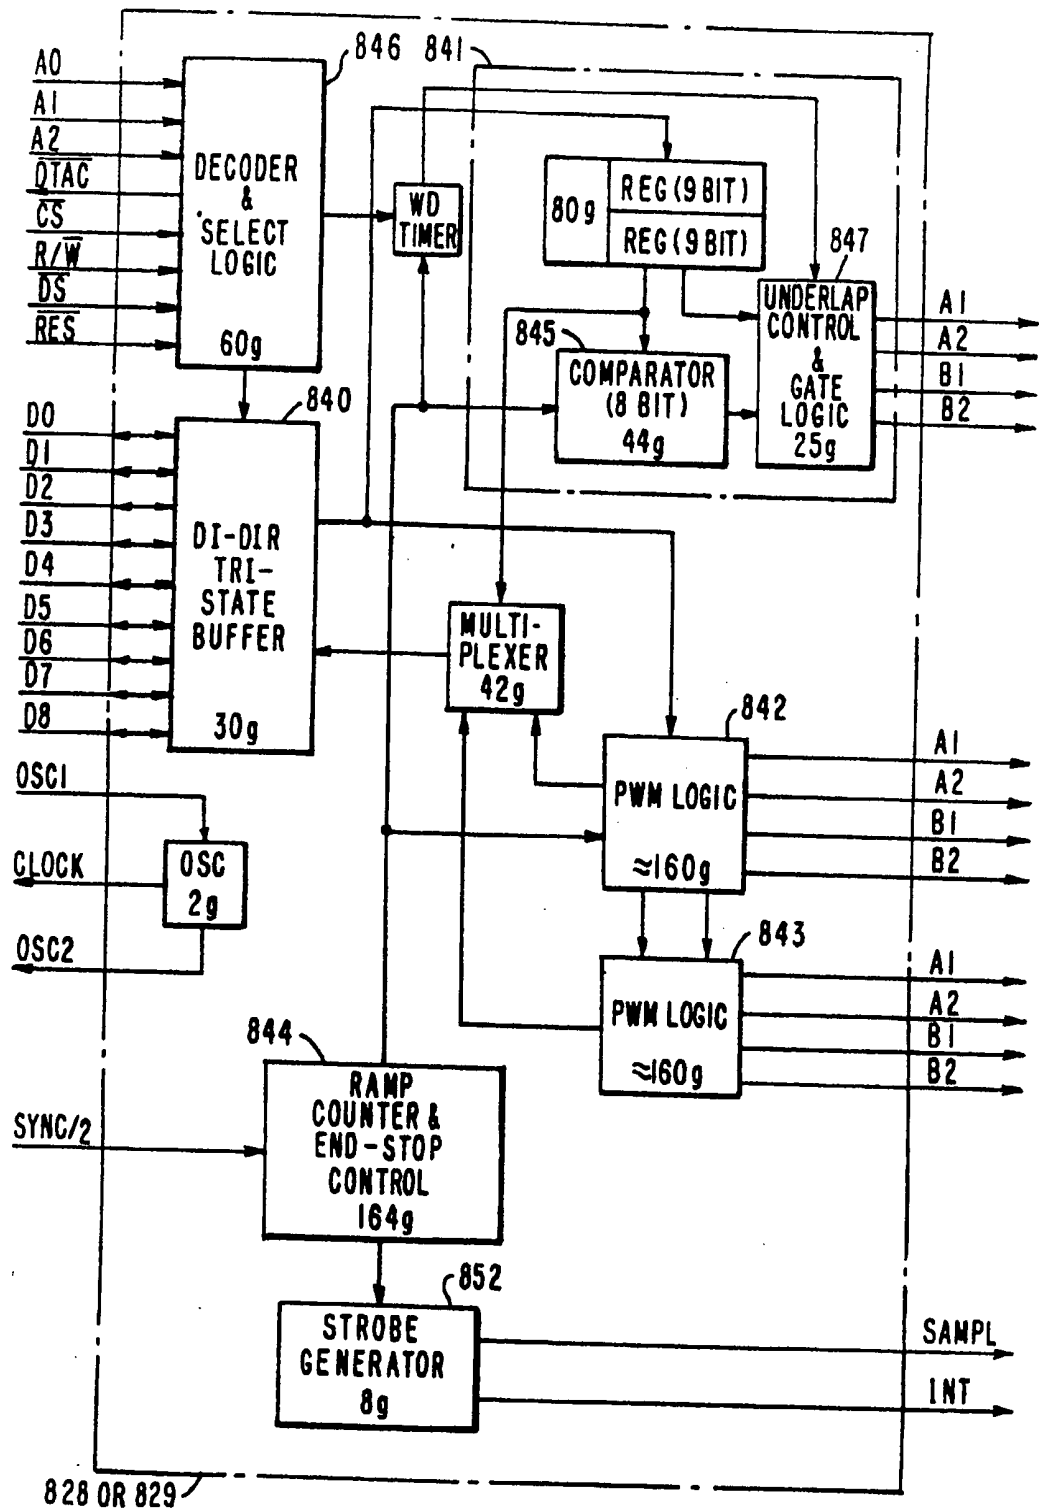 846
841
A0
A1
A2
QTAC
CS
R/W
DS
RES
DECODER
&
SELECT
LOGIC
60g
WD
TIMER
80g
REG (9 BIT)
REG (9 BIT)
847
UNDERLAP
CONTROL
&
GATE
LOGIC
25g
A1
A2
B1
B2
845
COMPARATOR
(8 BIT)
44g
840
D0
D1
D2
D3
D4
D5
D6
D7
D8
DI-DIR
TRI-
STATE
BUFFER
30g
MULTI-
PLEXER
42g
842
PWM LOGIC
≈160g
A1
A2
B1
B2
OSC1
CLOCK
OSC2
OSC
2g
843
PWM LOGIC
≈160g
A1
A2
B1
B2
844
SYNC/2
RAMP
COUNTER &
END-STOP
CONTROL
164g
852
STROBE
GENERATOR
8g
SAMPL
INT
828 OR 829